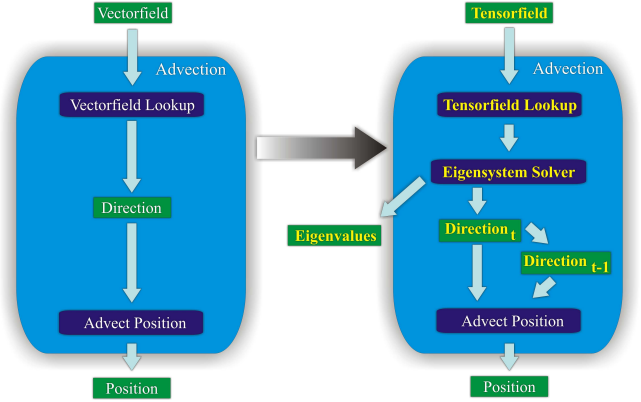 Vectorfield
Advection
Vectorfield Lookup
Direction
Advect Position
Position
Tensorfield
Advection
Tensorfield Lookup
Eigensystem Solver
Eigenvalues
Direction t
Direction t-1
Advect Position
Position